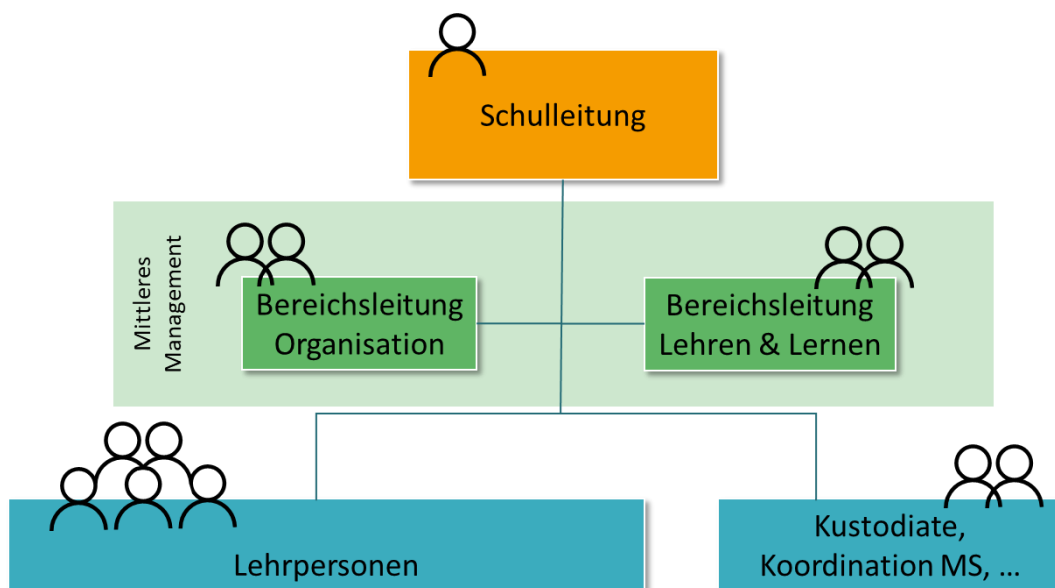 Schulleitung
Mittleres
Management
Bereichsleitung
Organisation
Bereichsleitung
Lehren & Lernen
Lehrpersonen
Kustodiate,
Koordination MS, ...